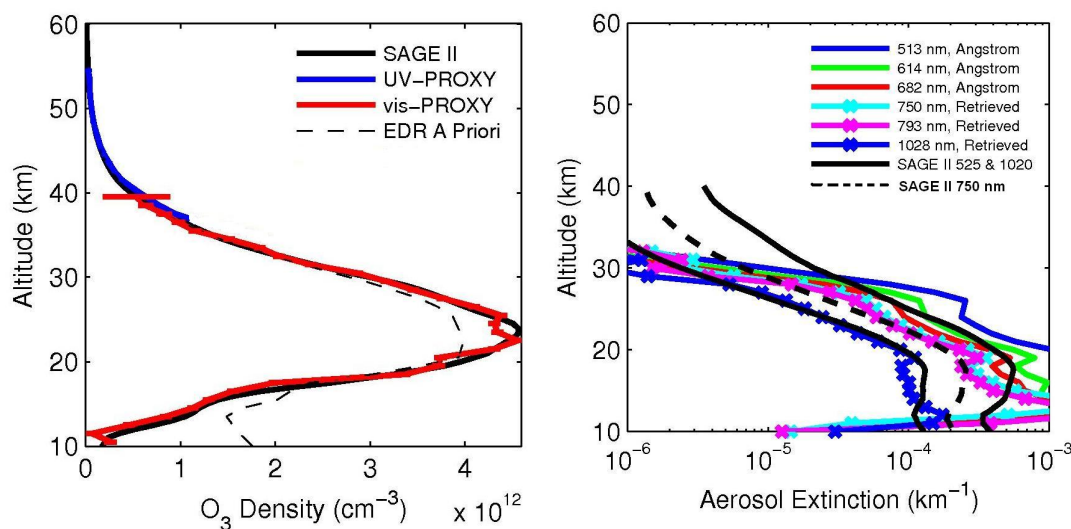 60
50
40
30
20
10
Altitude (km)
SAGE II
UV-PROXY
vis-PROXY
EDR A Priori
0
1
2
3
4
x 10^12
O3 Density (cm^-3)
60
50
40
30
20
10
Altitude (km)
513 nm, Angstrom
614 nm, Angstrom
682 nm, Angstrom
750 nm, Retrieved
793 nm, Retrieved
1028 nm, Retrieved
SAGE II 525 & 1020
SAGE II 750 nm
10^-6
10^-5
10^-4
10^-3
Aerosol Extinction (km^-1)